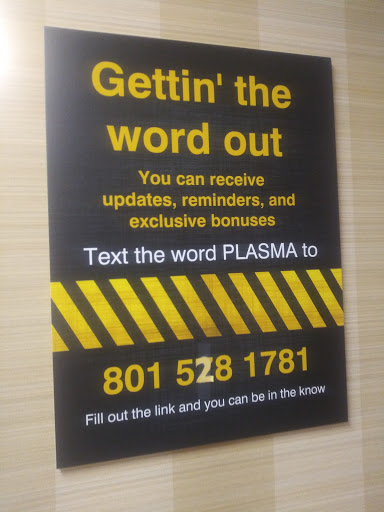 Gettin' the
word out
You can receive
updates, reminders, and
exclusive bonuses
Text the word PLASMA to
801 528 1781
Fill out the link and you can be in the know